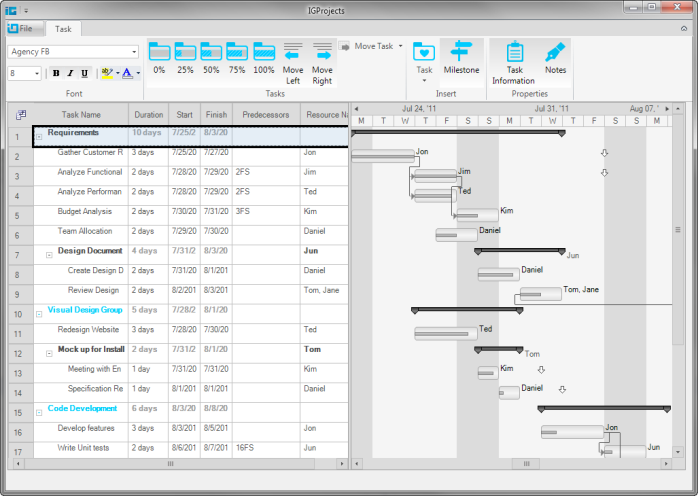 IGProjects
File Task
Agency FB
8 B I U ab A
Font
0% 25% 50% 75% 100% Move Left Move Right Move Task
Tasks
Task Milestone
Insert
Task Information Notes
Properties
Task Name Duration Start Finish Predecessors Resource Na
Jul 24, '11 Jul 31, '11 Aug 07, '
M T W T F S S M T W T F S S M
1 Requirements 10 days 7/25/2 8/3/20
2 Gather Customer R 3 days 7/25/20 7/27/20 Jon
3 Analyze Functional 2 days 7/28/20 7/29/20 2FS Jim
4 Analyze Performan 2 days 7/28/20 7/29/20 2FS Ted
5 Budget Analysis 2 days 7/30/20 7/31/20 3FS Kim
6 Team Allocation 2 days 7/29/20 7/30/20 Daniel
7 Design Document 4 days 7/31/2 8/3/20 Jun
8 Create Design D 2 days 7/31/20 8/1/201 Daniel
9 Review Design 2 days 8/2/201 8/3/201 Tom, Jane
10 Visual Design Group 5 days 7/28/2 8/1/20
11 Redesign Website 3 days 7/28/20 7/30/20 Ted
12 Mock up for Install 2 days 7/31/2 8/1/20 Tom
13 Meeting with En 1 day 7/31/20 7/31/20 Kim
14 Specification Re 1 day 8/1/201 8/1/201 Daniel
15 Code Development 6 days 8/3/20 8/8/20
16 Develop features 3 days 8/3/201 8/5/201 Jon
17 Write Unit tests 2 days 8/6/201 8/7/201 16FS Jun
Jon
Jim
Ted
Kim
Daniel
Jun
Daniel
Tom, Jane
Ted
Tom
Kim
Daniel
Jon
Jun